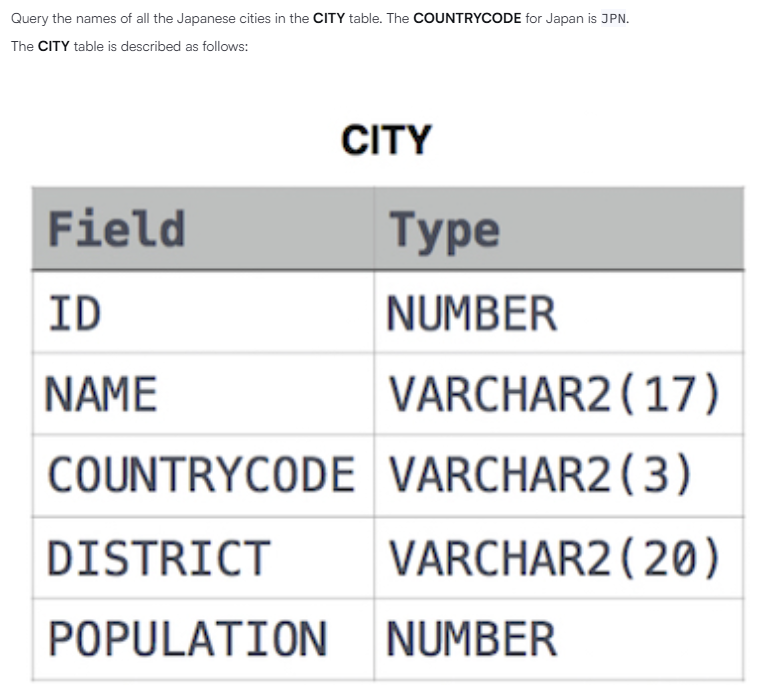 Query the names of all the Japanese cities in the CITY table. The COUNTRYCODE for Japan is JPN.
The CITY table is described as follows:
CITY
Field Type
ID NUMBER
NAME VARCHAR2(17)
COUNTRYCODE VARCHAR2(3)
DISTRICT VARCHAR2(20)
POPULATION NUMBER